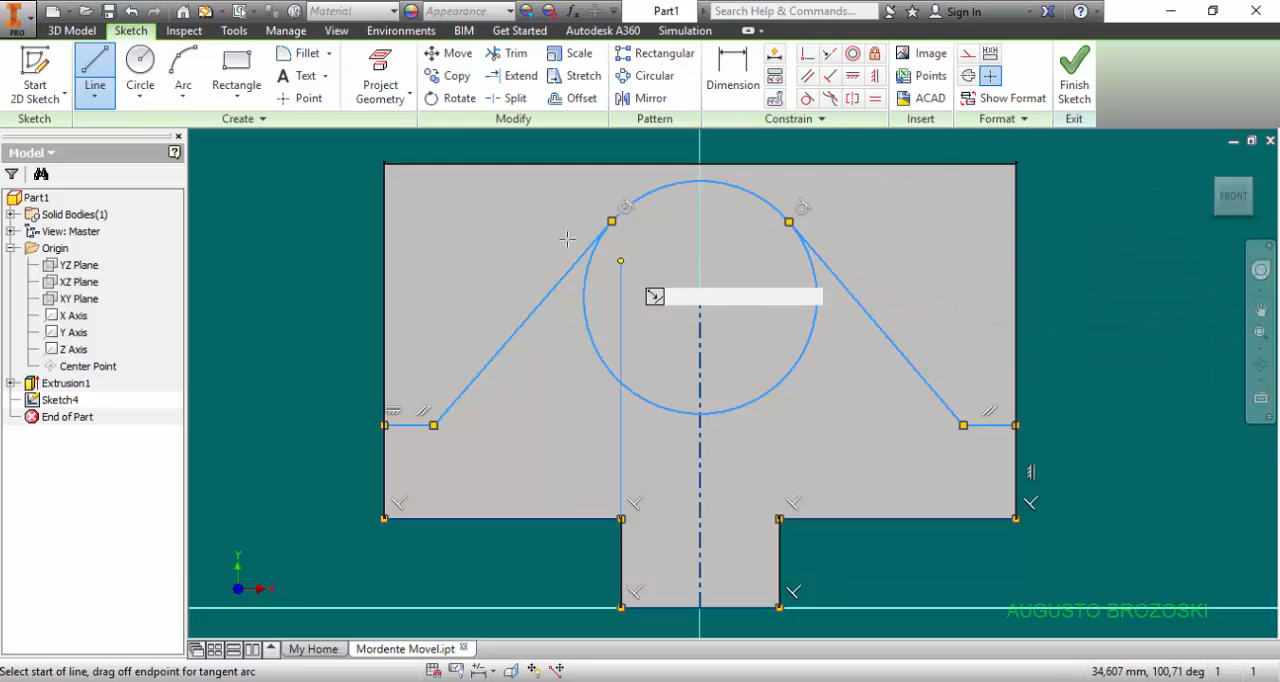 Material
Appearance
Part1
Search Help & Commands...
Sign In
PRO
3D Model
Sketch
Inspect
Tools
Manage
View
Environments
BIM
Get Started
Autodesk A360
Simulation
Start
2D Sketch
Line
Circle
Arc
Rectangle
Fillet
Text
Point
Project
Geometry
Move
Copy
Rotate
Trim
Extend
Split
Scale
Stretch
Offset
Rectangular
Circular
Mirror
Dimension
Image
Points
ACAD
Show Format
Finish
Sketch
Sketch
Create
Modify
Pattern
Constrain
Insert
Format
Exit
Model
Part1
Solid Bodies(1)
View: Master
Origin
YZ Plane
XZ Plane
XY Plane
X Axis
Y Axis
Z Axis
Center Point
Extrusion1
Sketch4
End of Part
FRONT
Y
X
AUGUSTO BROZOSKI
My Home
Mordente Movel.ipt
Select start of line, drag off endpoint for tangent arc
34,607 mm, 100,71 deg
1
1